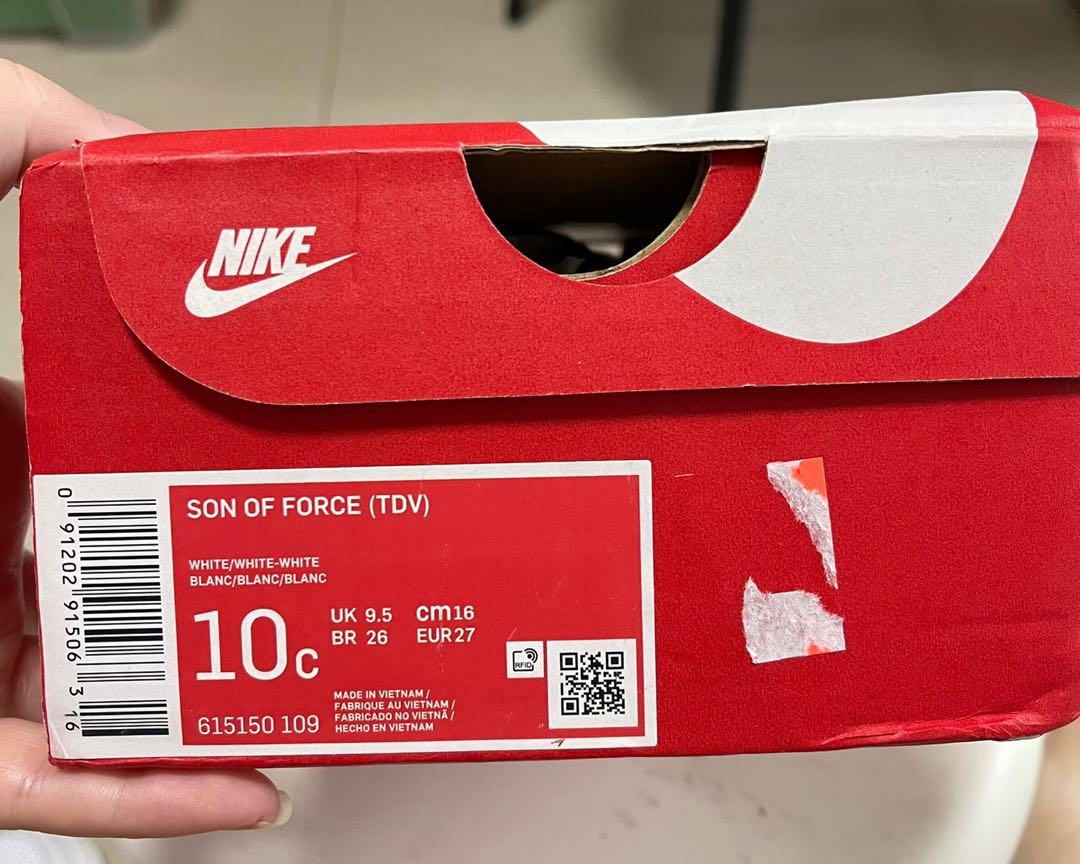 NIKE
0 91202 91506 3 16
SON OF FORCE (TDV)
WHITE/WHITE-WHITE
BLANC/BLANC/BLANC
10C
UK 9.5 cm16
BR 26 EUR27
RFID
615150 109
MADE IN VIETNAM /
FABRIQUE AU VIETNAM /
FABRICADO NO VIETNÃ /
HECHO EN VIETNAM